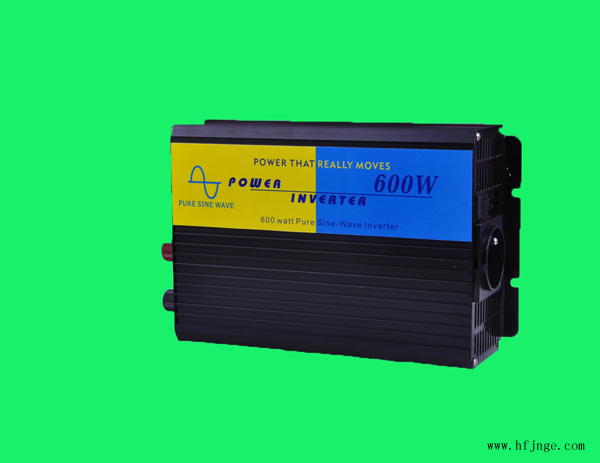 POWER THAT REALLY MOVES
POWER
INVERTER
600W
PURE SINE WAVE
600 watt Pure Sine-Wave Inverter
www.hfjnge.com